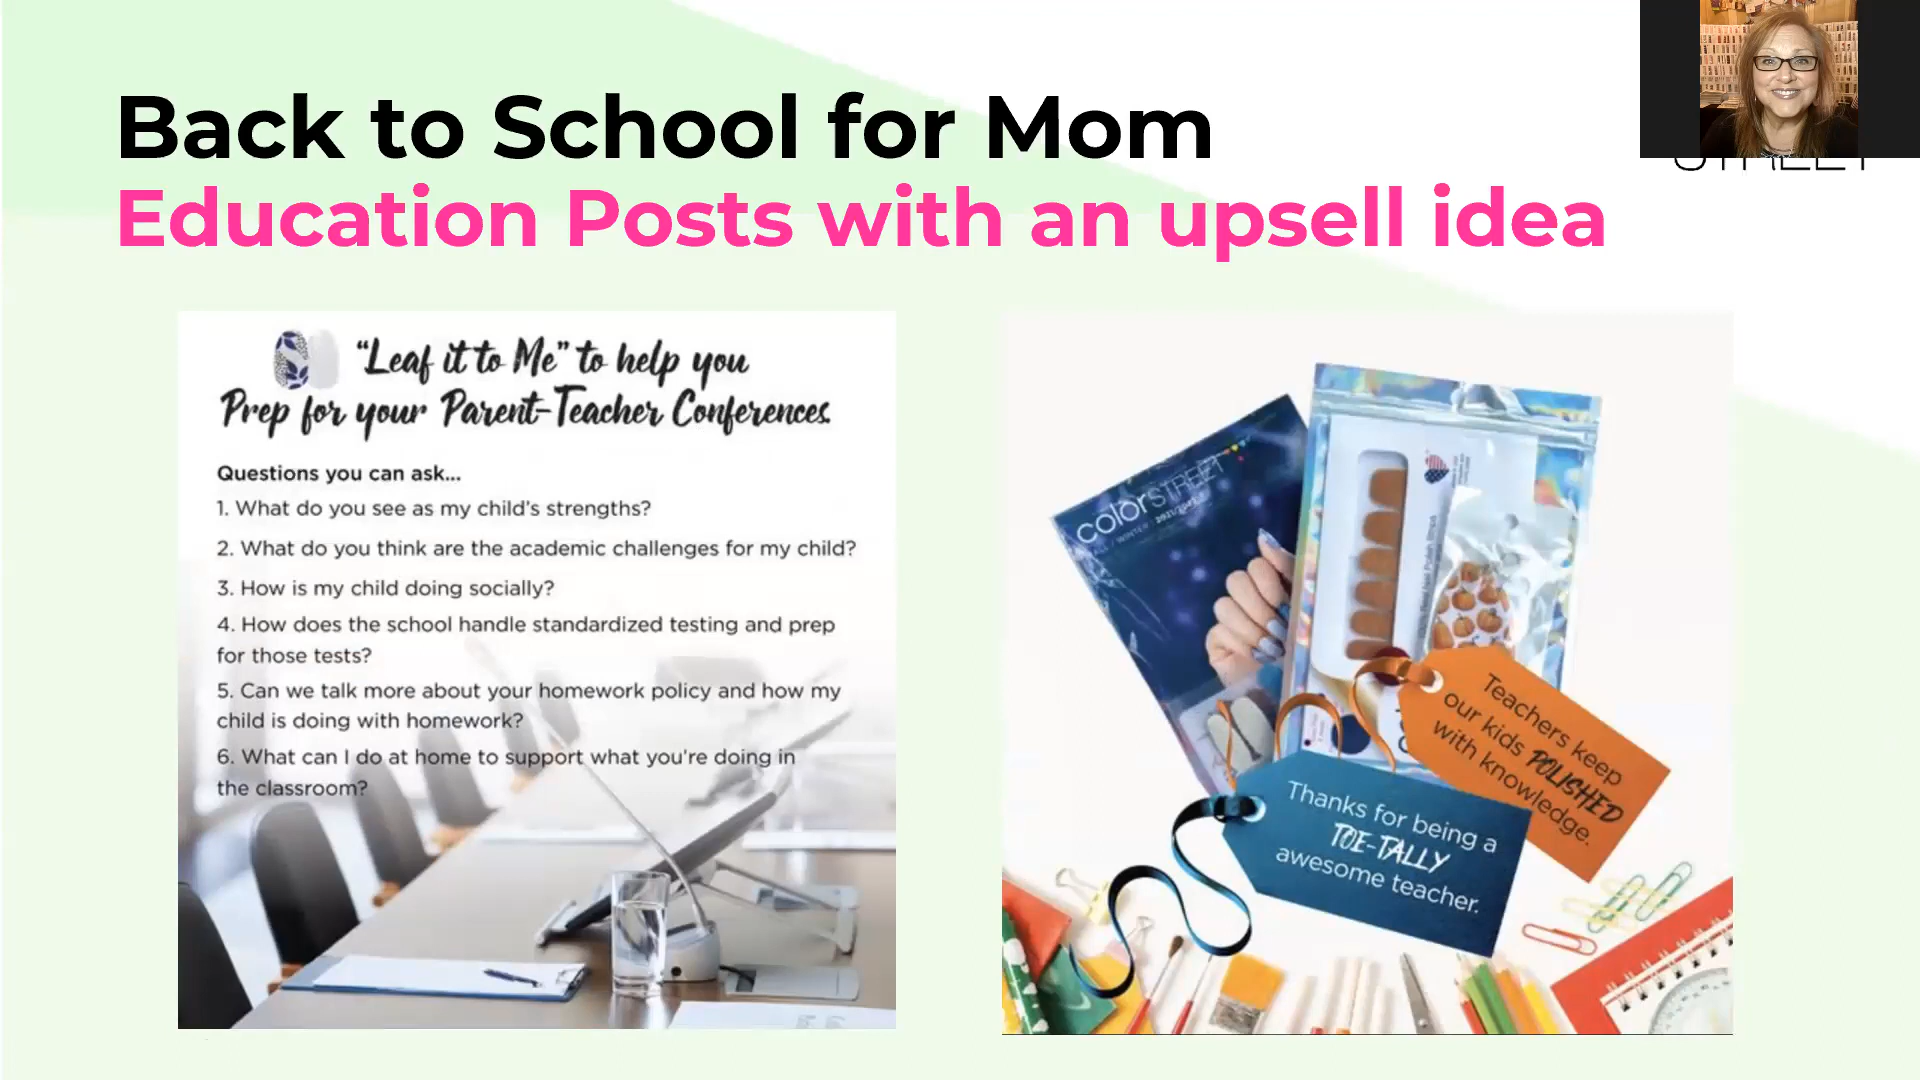 Back to School for Mom
Education Posts with an upsell idea
STREET
“Leaf it to Me” to help you
Prep for your Parent-Teacher Conferences.
Questions you can ask...
1. What do you see as my child’s strengths?
2. What do you think are the academic challenges for my child?
3. How is my child doing socially?
4. How does the school handle standardized testing and prep
for those tests?
5. Can we talk more about your homework policy and how my
child is doing with homework?
6. What can I do at home to support what you’re doing in
the classroom?
colorSTREET
FALL / WINTER
Nail Polish Strips
Teachers keep
our kids POLISHED
with knowledge.
Thanks for being a
TOE-TALLY
awesome teacher.